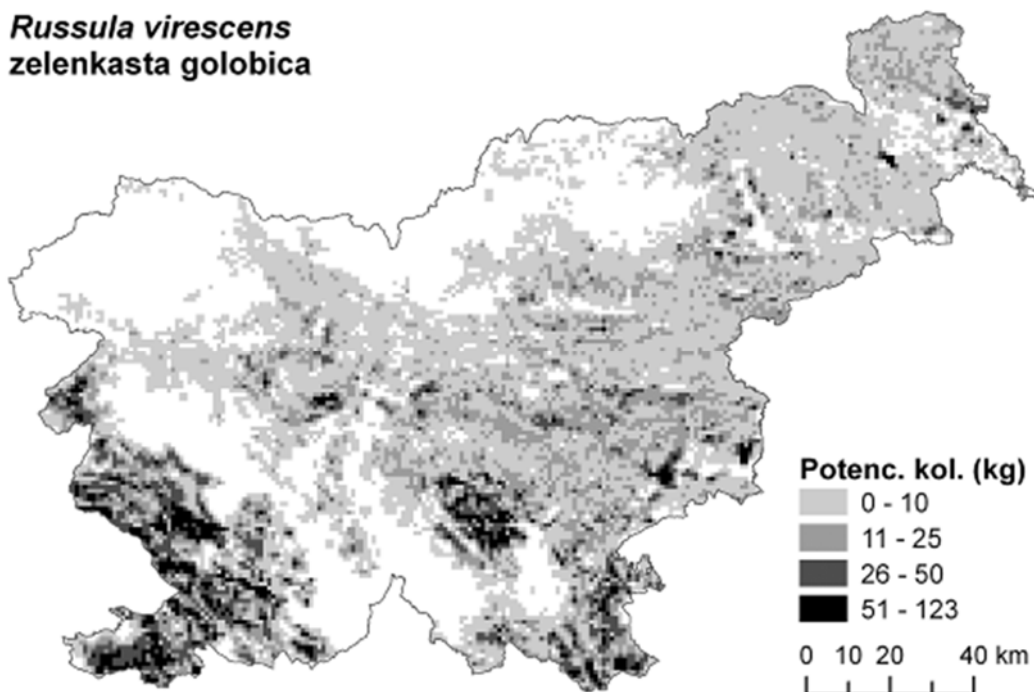 Russula virescens
zelenkasta golobica
Potenc. kol. (kg)
0 - 10
11 - 25
26 - 50
51 - 123
0 10 20 40 km